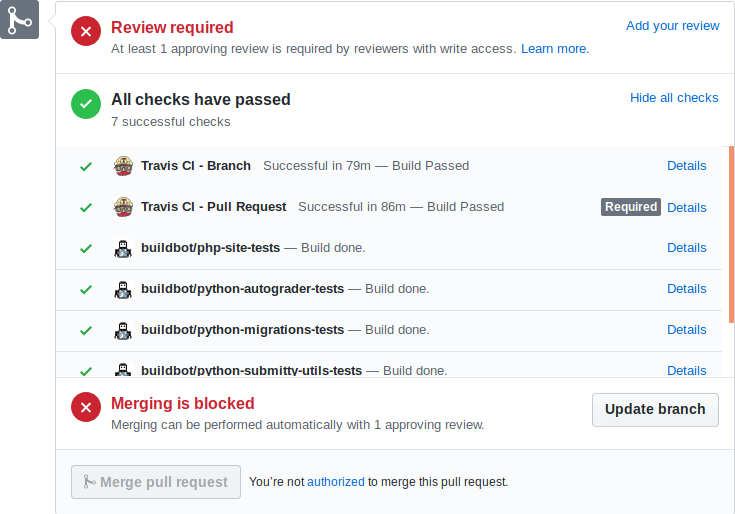 Review required
Add your review
At least 1 approving review is required by reviewers with write access. Learn more.
All checks have passed
Hide all checks
7 successful checks
Travis CI - Branch Successful in 79m — Build Passed Details
Travis CI - Pull Request Successful in 86m — Build Passed Required Details
buildbot/php-site-tests — Build done. Details
buildbot/python-autograder-tests — Build done. Details
buildbot/python-migrations-tests — Build done. Details
buildbot/python-submitty-utils-tests — Build done. Details
Merging is blocked
Update branch
Merging can be performed automatically with 1 approving review.
Merge pull request You’re not authorized to merge this pull request.